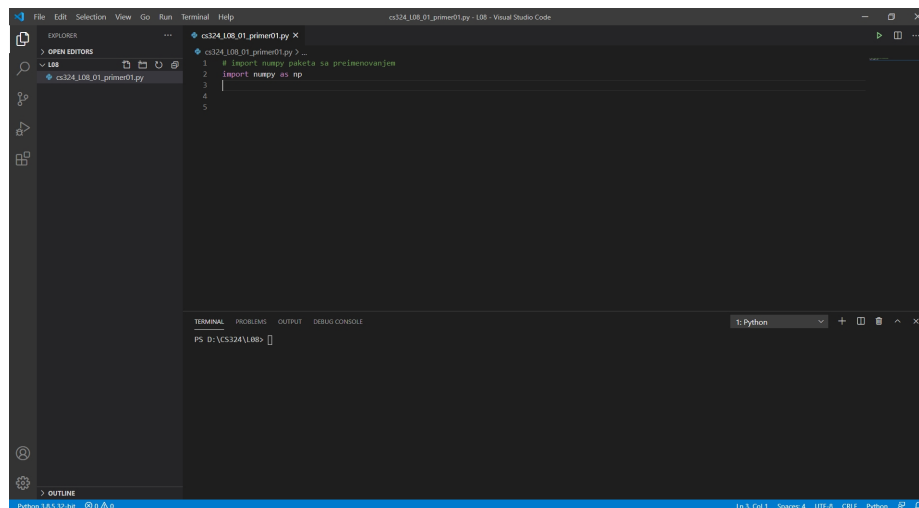 File Edit Selection View Go Run Terminal Help
cs324_L08_01_primer01.py - L08 - Visual Studio Code
EXPLORER
OPEN EDITORS
L08
cs324_L08_01_primer01.py
OUTLINE
cs324_L08_01_primer01.py
cs324_L08_01_primer01.py > ...
1 # import numpy paketa sa preimenovanjem
2 import numpy as np
3
4
5
TERMINAL PROBLEMS OUTPUT DEBUG CONSOLE
1: Python
PS D:\CS324\L08>
Python 3.8.5 32-bit 0 0
Ln 3, Col 1 Spaces: 4 UTF-8 CRLF Python